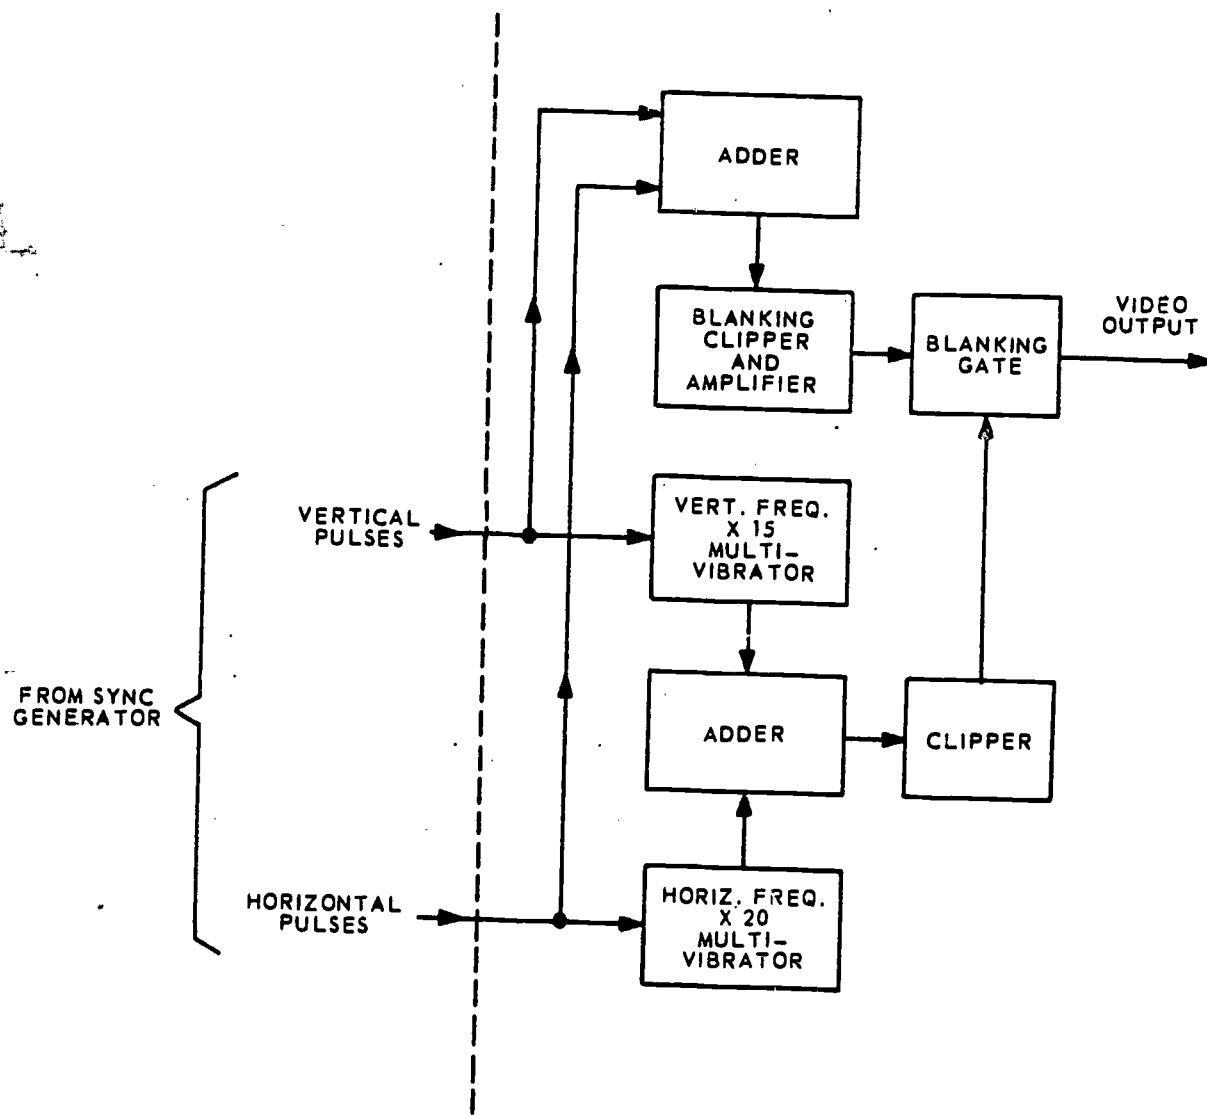 ADDER
BLANKING
CLIPPER
AND
AMPLIFIER
BLANKING
GATE
VIDEO
OUTPUT
VERTICAL
PULSES
VERT. FREQ.
X 15
MULTI-
VIBRATOR
FROM SYNC
GENERATOR
ADDER
CLIPPER
HORIZONTAL
PULSES
HORIZ. FREQ.
X 20
MULTI-
VIBRATOR